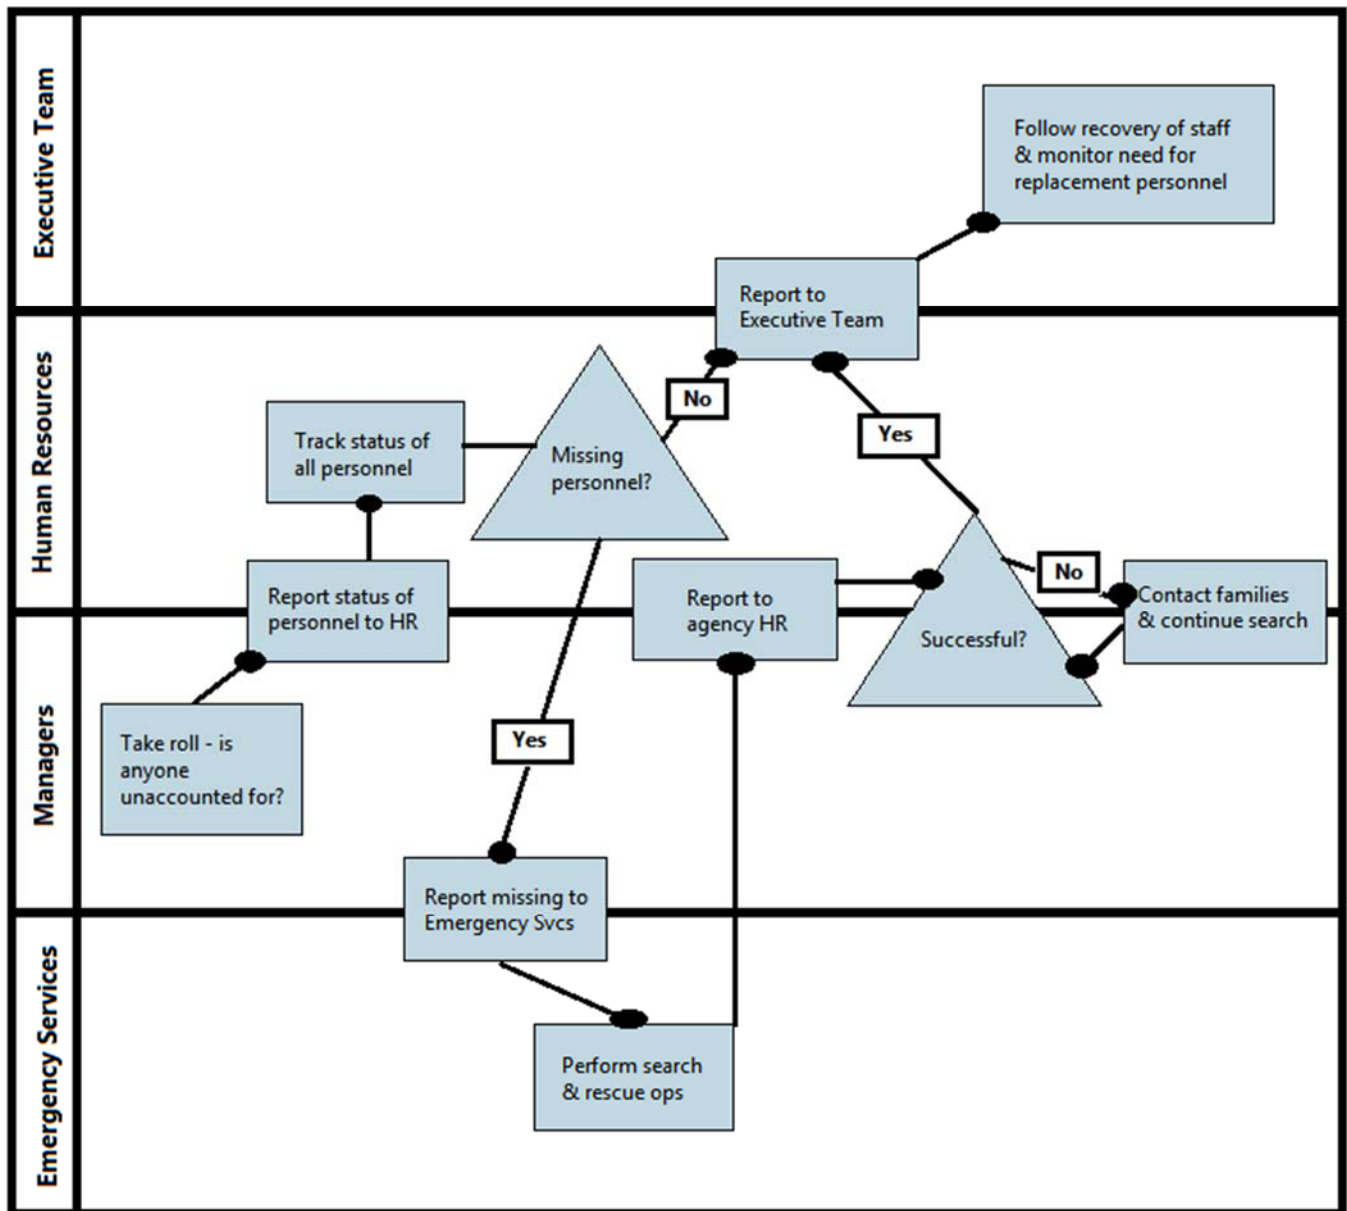 Executive Team
Follow recovery of staff
& monitor need for
replacement personnel
Report to
Executive Team
Human Resources
No
Yes
Track status of
all personnel
Missing
personnel?
No
Report status of
personnel to HR
Report to
agency HR
Contact families
& continue search
Successful?
Managers
Yes
Take roll - is
anyone
unaccounted for?
Report missing to
Emergency Svcs
Emergency Services
Perform search
& rescue ops